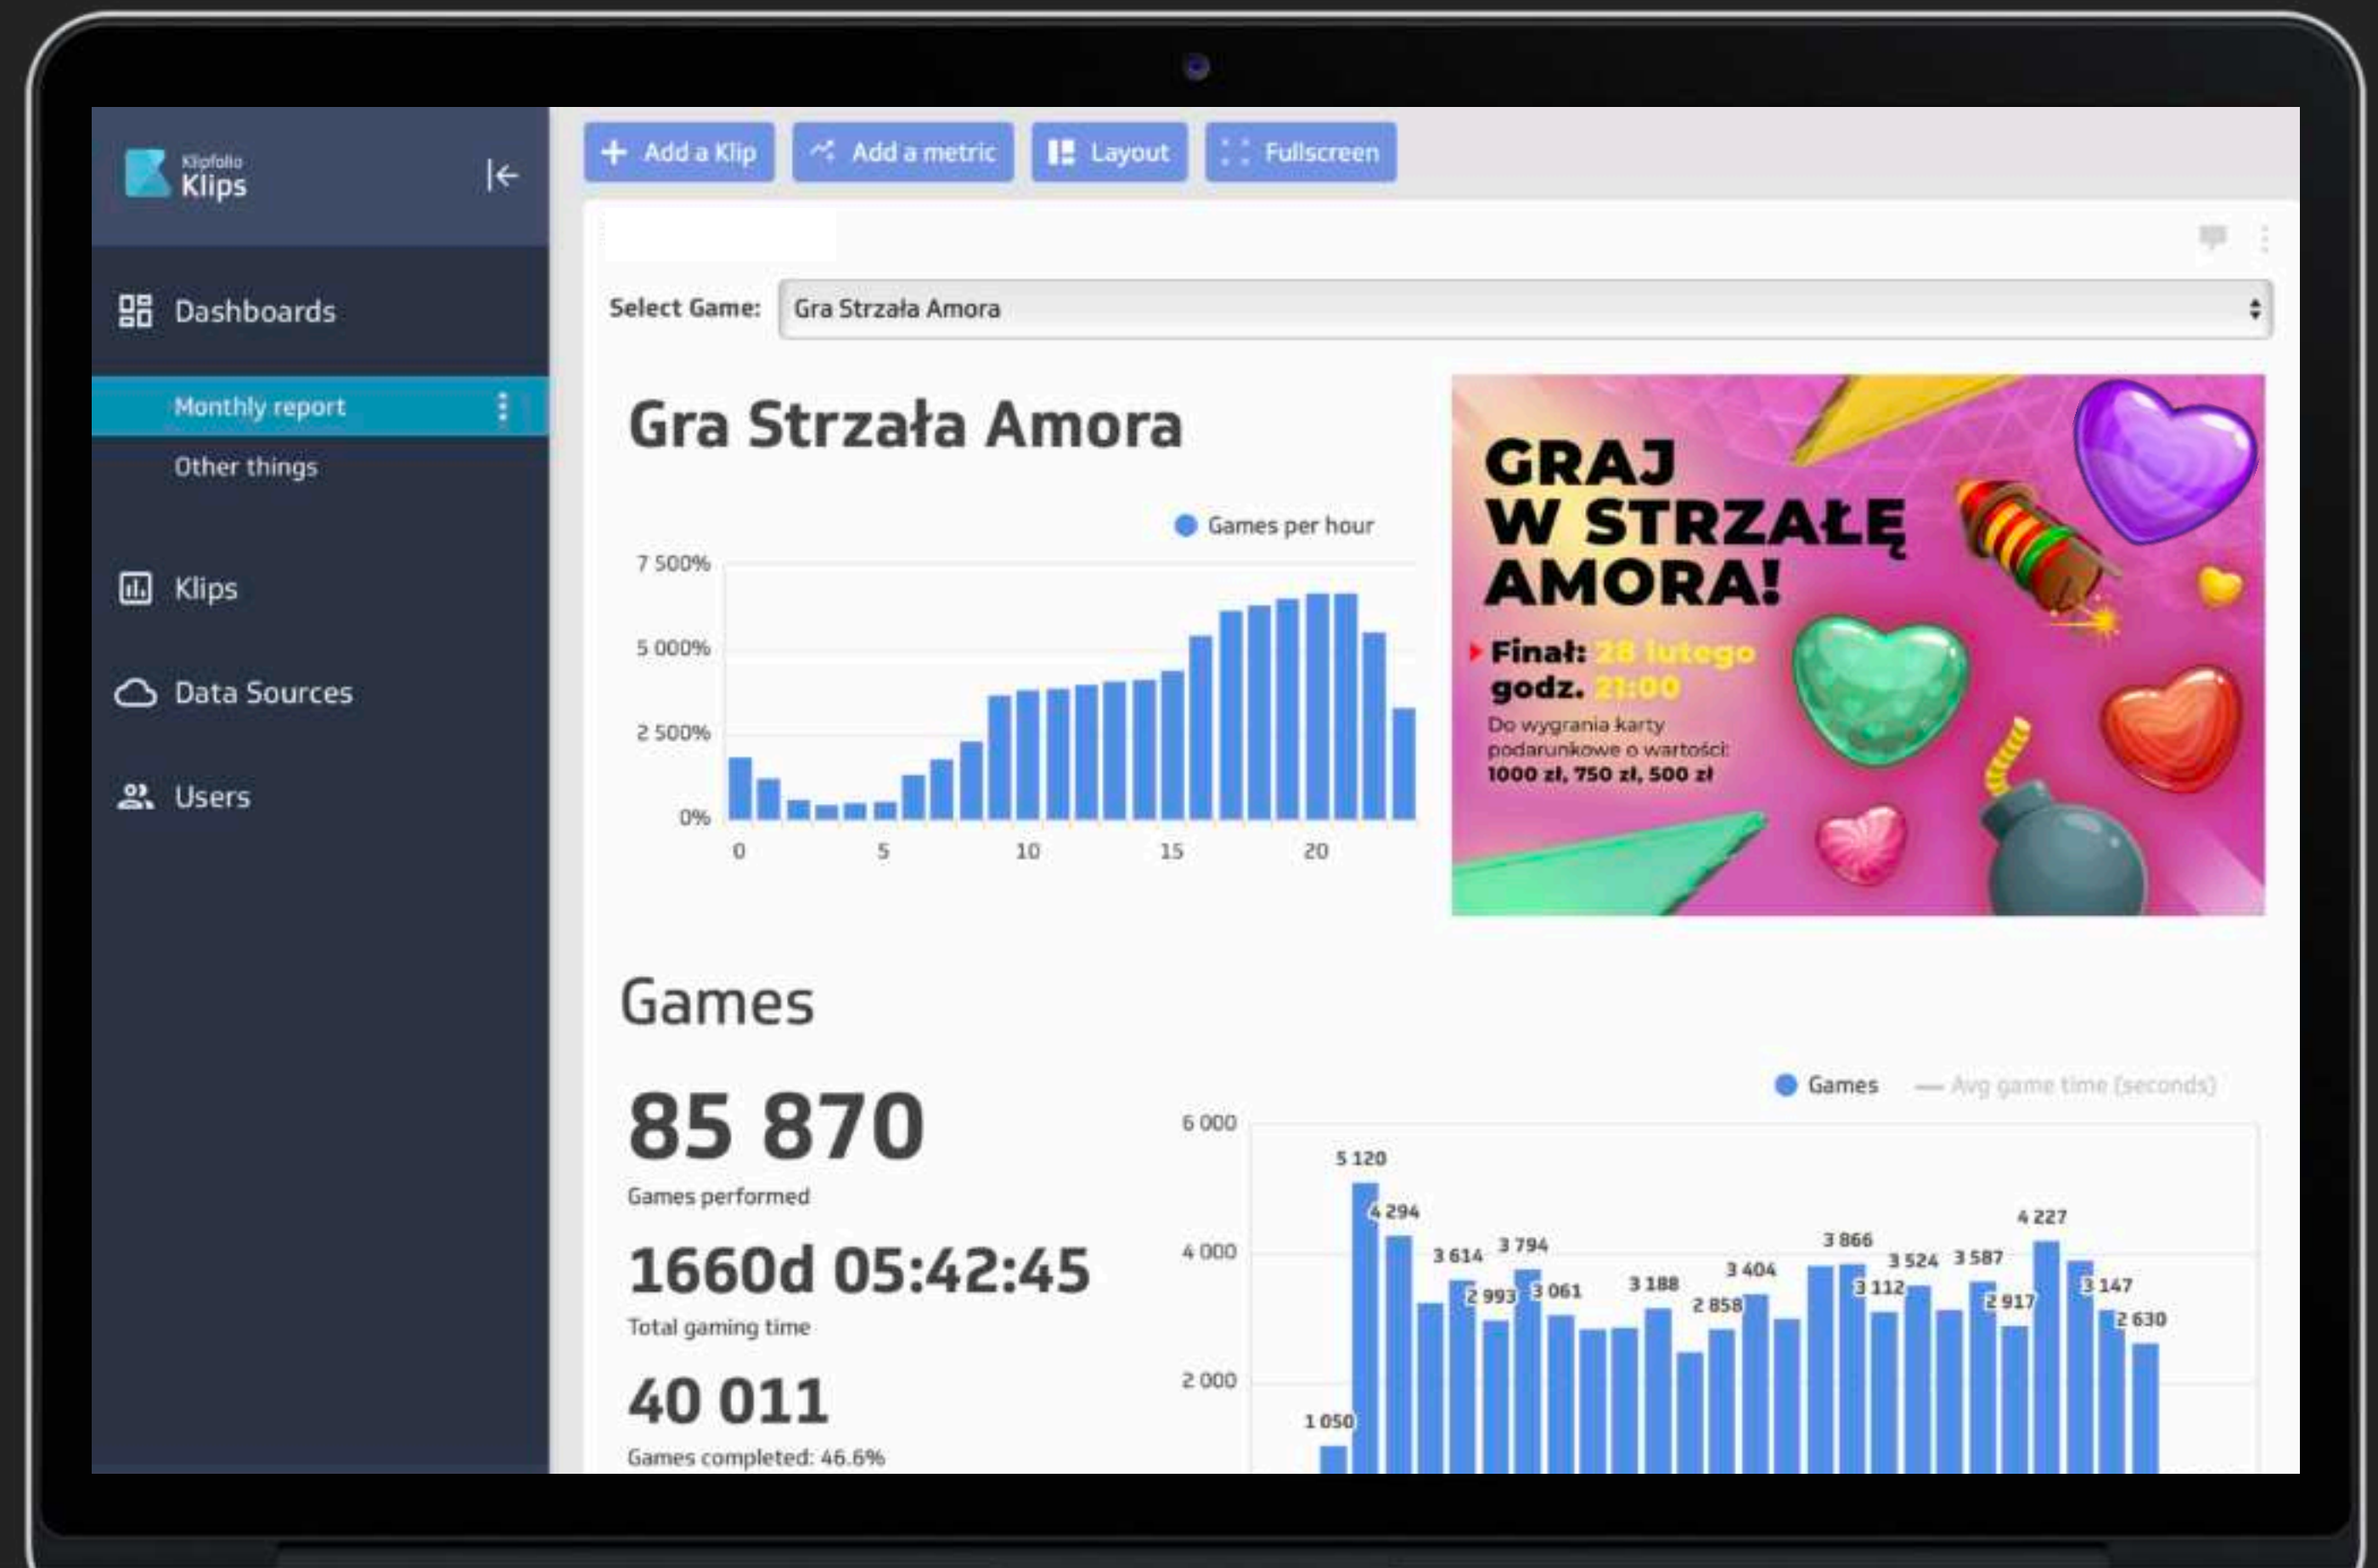 Klipfolio
Klips
Dashboards
Monthly report
Other things
Klips
Data Sources
Users
Add a Klip
Add a metric
Layout
Fullscreen
Select Game:
Gra Strzała Amora
Gra Strzała Amora
Games per hour
7 500%
5 000%
2 500%
0%
0 5 10 15 20
GRAJ
W STRZAŁĘ
AMORA!
Finał: 28 lutego
godz. 21:00
Do wygrania karty
podarunkowe o wartości:
1000 zł, 750 zł, 500 zł
Games
85 870
Games performed
1660d 05:42:45
Total gaming time
40 011
Games completed: 46.6%
Games Avg game time (seconds)
6 000
4 000
2 000
1 050
5 120
4 294
3 614
2 993
3 794
3 061
3 188
2 858
3 404
3 866
3 112
3 524
3 587
2 917
4 227
3 147
2 630